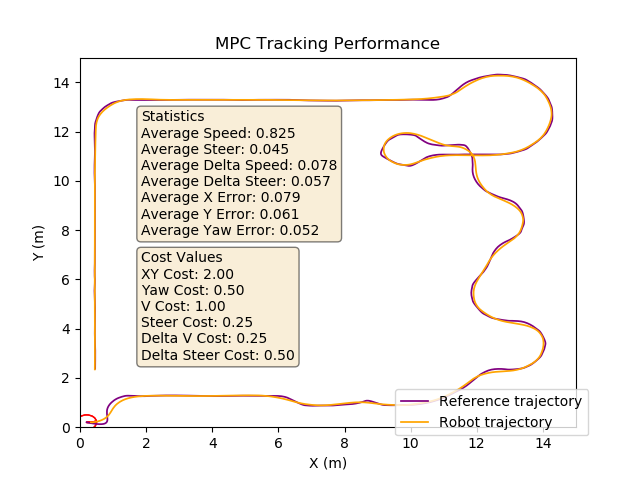 MPC Tracking Performance
Y (m)
14
12
10
8
6
4
2
0
Statistics
Average Speed: 0.825
Average Steer: 0.045
Average Delta Speed: 0.078
Average Delta Steer: 0.057
Average X Error: 0.079
Average Y Error: 0.061
Average Yaw Error: 0.052
Cost Values
XY Cost: 2.00
Yaw Cost: 0.50
V Cost: 1.00
Steer Cost: 0.25
Delta V Cost: 0.25
Delta Steer Cost: 0.50
Reference trajectory
Robot trajectory
0 2 4 6 8 10 12 14
X (m)